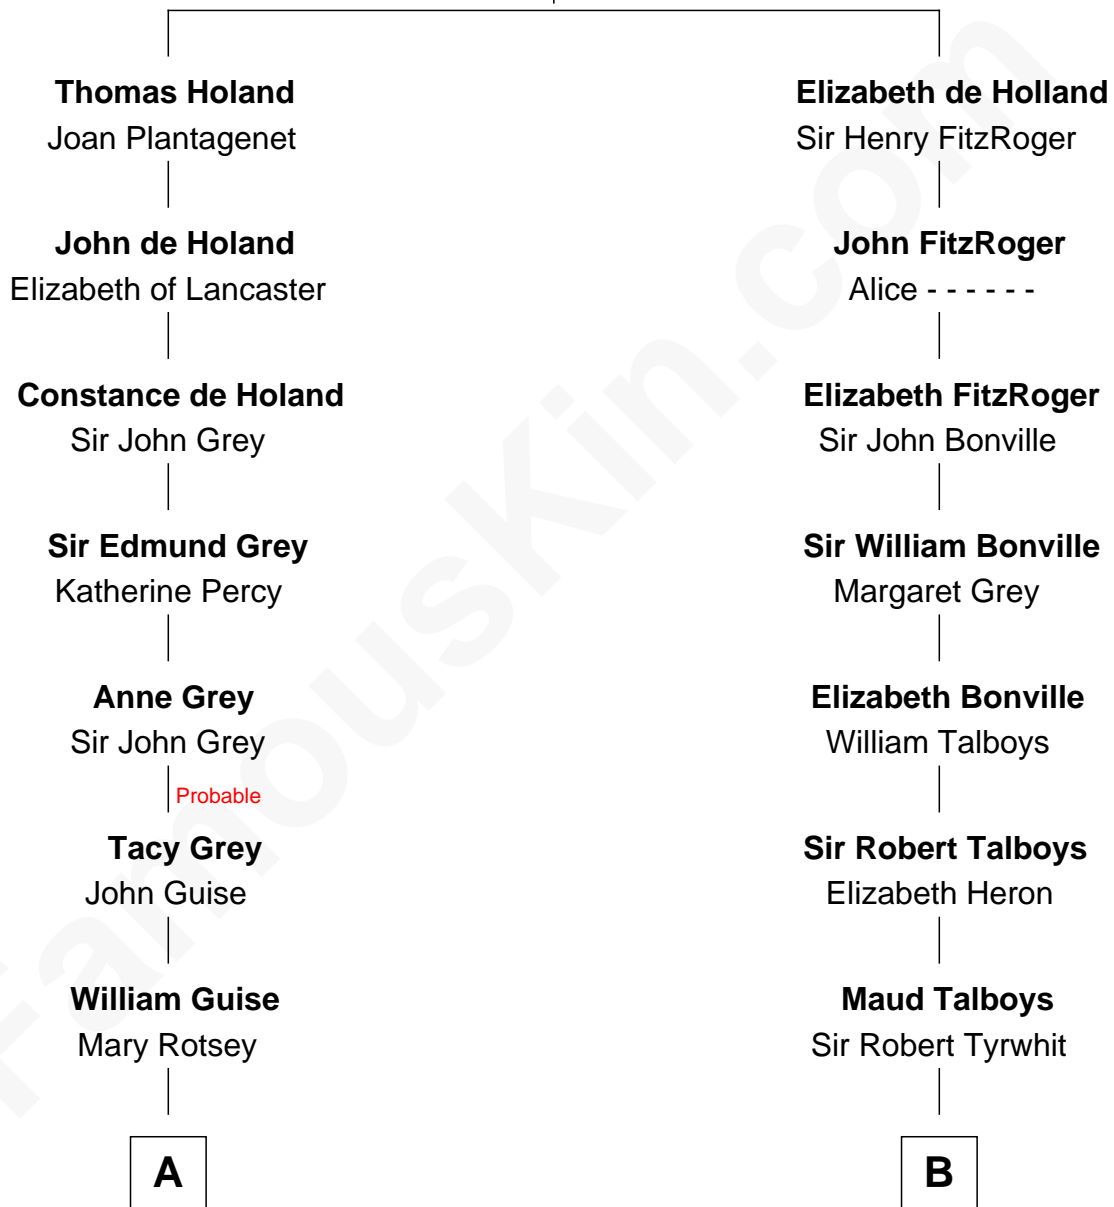 Thomas Holand
Joan Plantagenet
Elizabeth de Holland
Sir Henry FitzRoger
John de Holand
Elizabeth of Lancaster
John FitzRoger
Alice - - - - - -
Constance de Holand
Sir John Grey
Elizabeth FitzRoger
Sir John Bonville
Sir Edmund Grey
Katherine Percy
Sir William Bonville
Margaret Grey
Anne Grey
Sir John Grey
Elizabeth Bonville
William Talboys
Probable
Tacy Grey
John Guise
Sir Robert Talboys
Elizabeth Heron
William Guise
Mary Rotsey
Maud Talboys
Sir Robert Tyrwhit
A
B
FamousKin.com